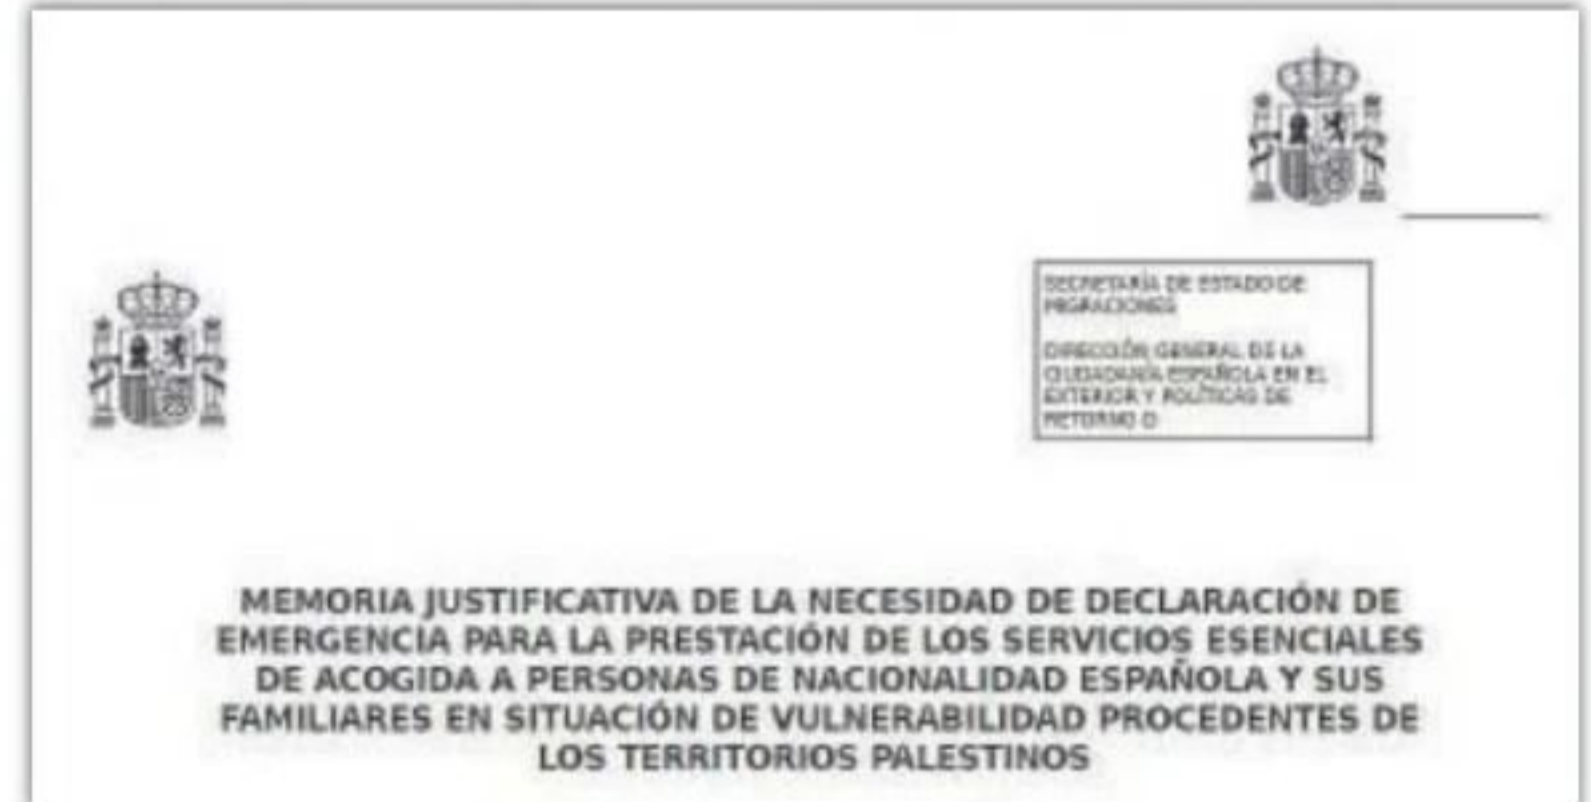 SECRETARÍA DE ESTADO DE
MIGRACIONES
DIRECCIÓN GENERAL DE LA
CIUDADANÍA ESPAÑOLA EN EL
EXTERIOR Y POLÍTICAS DE
RETORNO D
MEMORIA JUSTIFICATIVA DE LA NECESIDAD DE DECLARACIÓN DE
EMERGENCIA PARA LA PRESTACIÓN DE LOS SERVICIOS ESENCIALES
DE ACOGIDA A PERSONAS DE NACIONALIDAD ESPAÑOLA Y SUS
FAMILIARES EN SITUACIÓN DE VULNERABILIDAD PROCEDENTES DE
LOS TERRITORIOS PALESTINOS